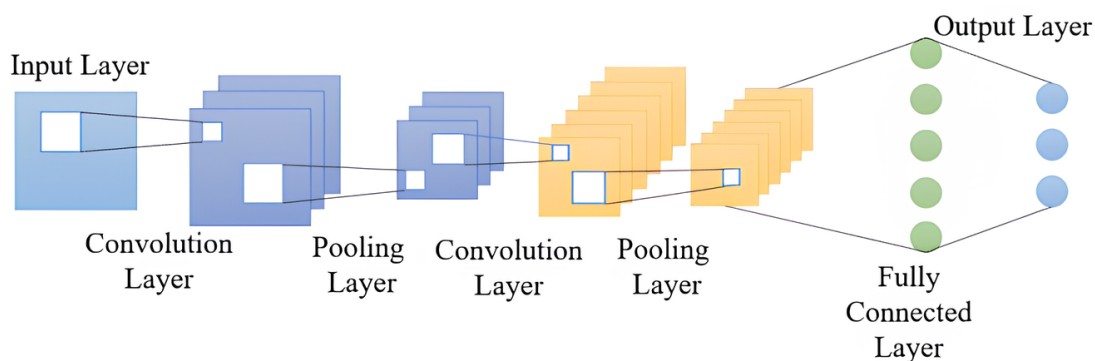 Input Layer
Convolution
Layer
Pooling
Layer
Convolution
Layer
Pooling
Layer
Fully
Connected
Layer
Output Layer